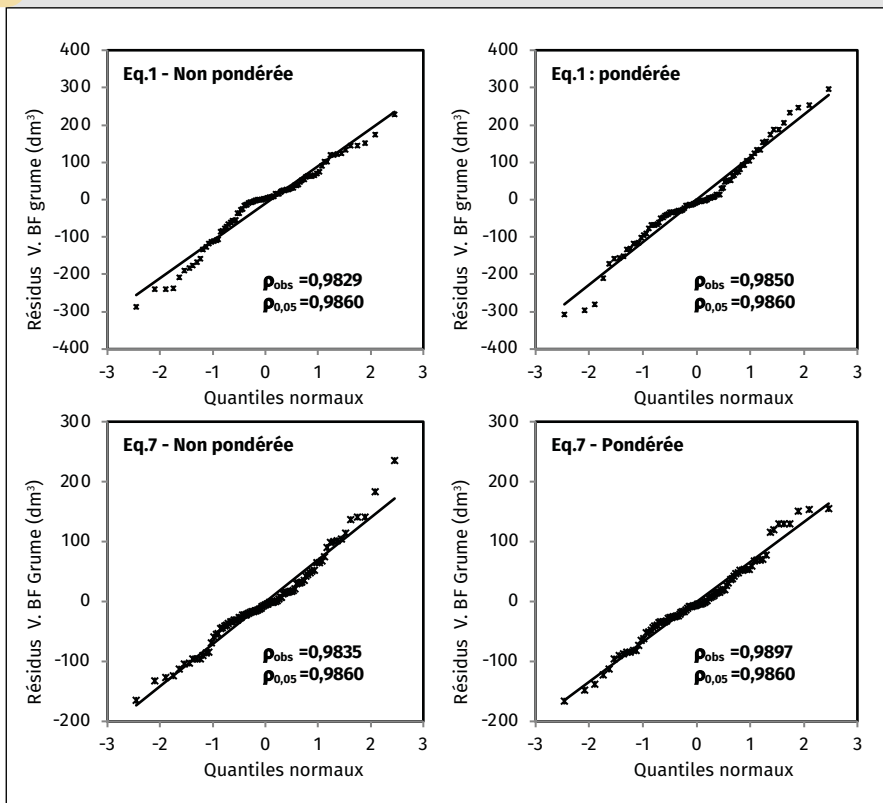 Eq.1 - Non pondérée
Résidus V. BF grume (dm³)
400
300
200
100
0
-100
-200
-300
-400
ρobs =0,9829
ρ0,05 =0,9860
-3 -2 -1 0 1 2 3
Quantiles normaux
Eq.1 : pondérée
Résidus V. BF grume (dm³)
400
300
200
100
0
-100
-200
-300
-400
ρobs =0,9850
ρ0,05 =0,9860
-3 -2 -1 0 1 2 3
Quantiles normaux
Eq.7 - Non pondérée
Résidus V. BF Grume (dm³)
300
200
100
0
-100
-200
ρobs =0,9835
ρ0,05 =0,9860
-3 -2 -1 0 1 2 3
Quantiles normaux
Eq.7 - Pondérée
Résidus V. BF Grume (dm³)
300
200
100
0
-100
-200
ρobs =0,9897
ρ0,05 =0,9860
-3 -2 -1 0 1 2 3
Quantiles normaux